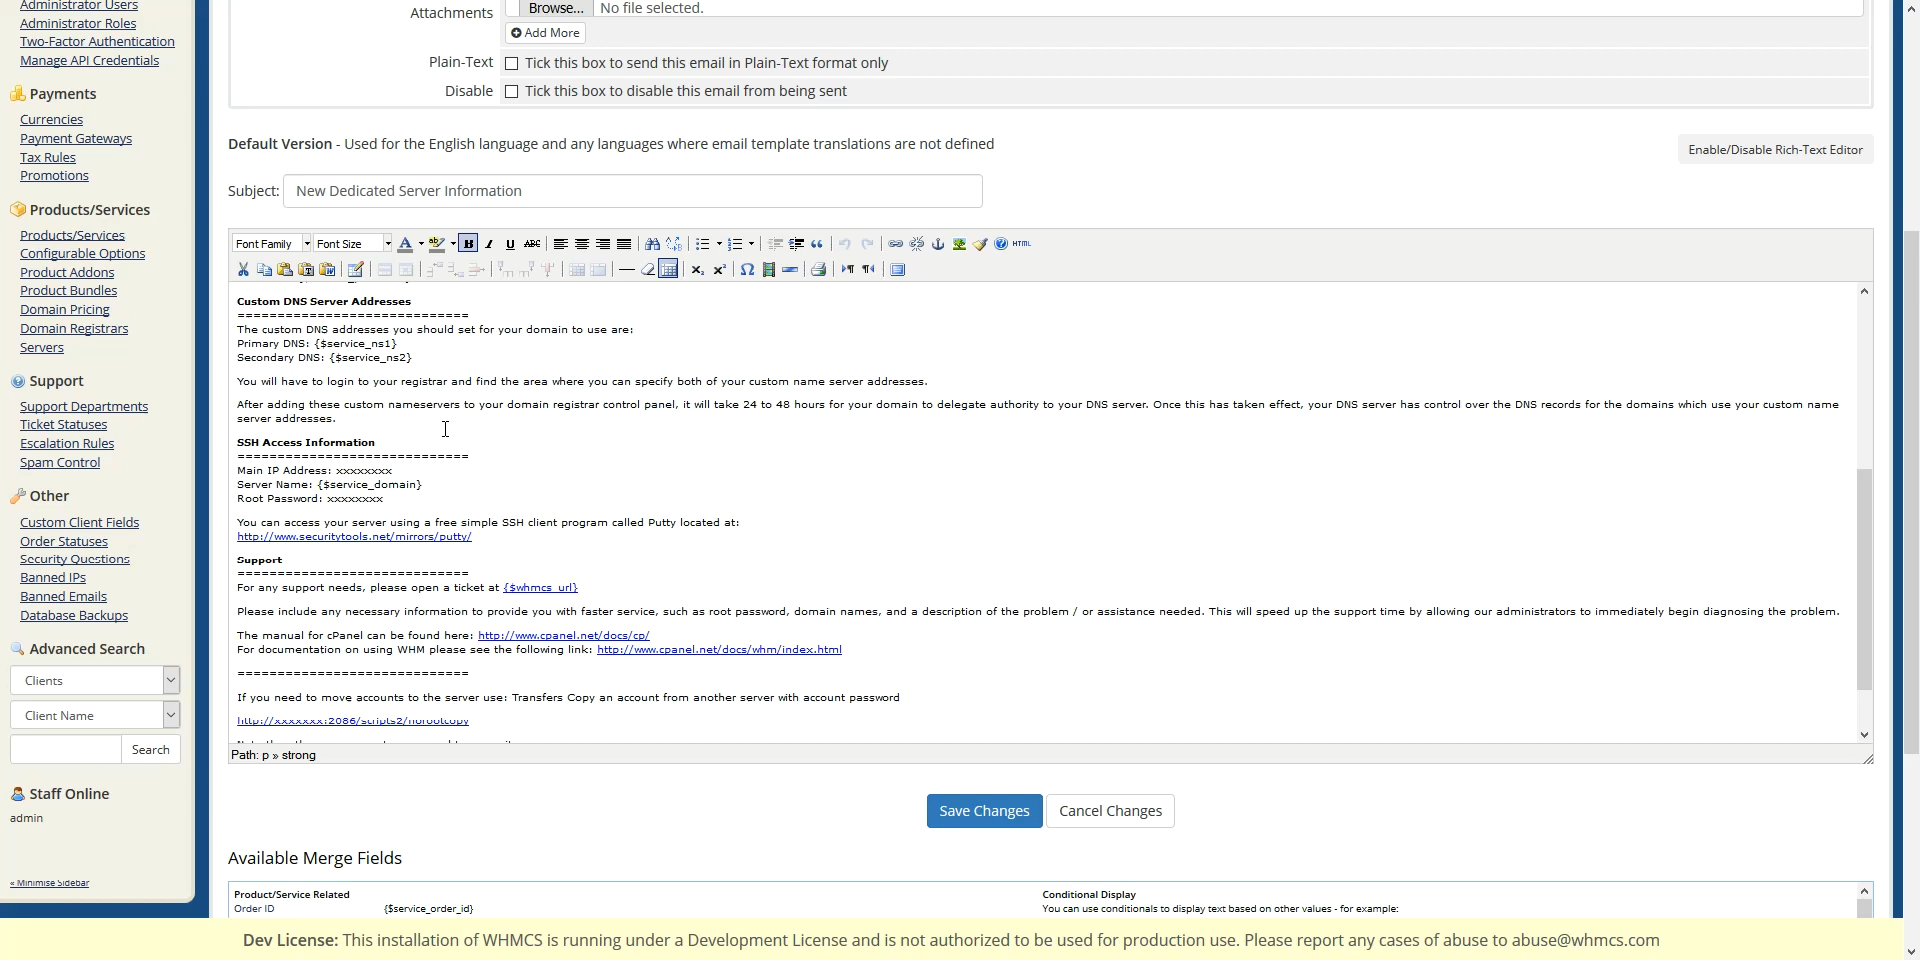 Administrator Users
Administrator Roles
Two-Factor Authentication
Manage API Credentials
Payments
Currencies
Payment Gateways
Tax Rules
Promotions
Products/Services
Products/Services
Configurable Options
Product Addons
Product Bundles
Domain Pricing
Domain Registrars
Servers
Support
Support Departments
Ticket Statuses
Escalation Rules
Spam Control
Other
Custom Client Fields
Order Statuses
Security Questions
Banned IPs
Banned Emails
Database Backups
Advanced Search
Clients
Client Name
Search
Staff Online
admin
« Minimise Sidebar
Attachments
Browse... No file selected.
Add More
Plain-Text Tick this box to send this email in Plain-Text format only
Disable Tick this box to disable this email from being sent
Default Version - Used for the English language and any languages where email template translations are not defined
Enable/Disable Rich-Text Editor
Subject: New Dedicated Server Information
Font Family Font Size A ab B I U ABC HTML
Custom DNS Server Addresses
============================
The custom DNS addresses you should set for your domain to use are:
Primary DNS: {$service_ns1}
Secondary DNS: {$service_ns2}
You will have to login to your registrar and find the area where you can specify both of your custom name server addresses.
After adding these custom nameservers to your domain registrar control panel, it will take 24 to 48 hours for your domain to delegate authority to your DNS server. Once this has taken effect, your DNS server has control over the DNS records for the domains which use your custom name
server addresses.
SSH Access Information
============================
Main IP Address: xxxxxxxx
Server Name: {$service_domain}
Root Password: xxxxxxxx
You can access your server using a free simple SSH client program called Putty located at:
http://www.securitytools.net/mirrors/putty/
Support
============================
For any support needs, please open a ticket at {$whmcs_url}
Please include any necessary information to provide you with faster service, such as root password, domain names, and a description of the problem / or assistance needed. This will speed up the support time by allowing our administrators to immediately begin diagnosing the problem.
The manual for cPanel can be found here: http://www.cpanel.net/docs/cp/
For documentation on using WHM please see the following link: http://www.cpanel.net/docs/whm/index.html
============================
If you need to move accounts to the server use: Transfers Copy an account from another server with account password
http://xxxxxxx:2086/scripts2/norootcopy
Path: p » strong
Save Changes Cancel Changes
Available Merge Fields
Product/Service Related
Order ID {$service_order_id}
Conditional Display
You can use conditionals to display text based on other values - for example:
Dev License: This installation of WHMCS is running under a Development License and is not authorized to be used for production use. Please report any cases of abuse to abuse@whmcs.com